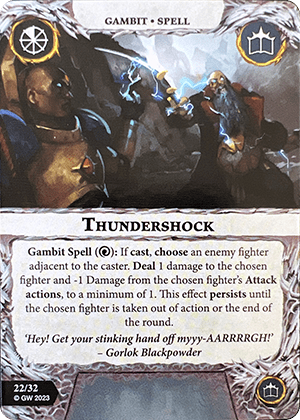 GAMBIT • SPELL
THUNDERSHOCK
Gambit Spell (): If cast, choose an enemy fighter
adjacent to the caster. Deal 1 damage to the chosen
fighter and -1 Damage from the chosen fighter's Attack
actions, to a minimum of 1. This effect persists until
the chosen fighter is taken out of action or the end of
the round.
'Hey! Get your stinking hand off myyy-AARRRRGH!'
– Gorlok Blackpowder
22/32
© GW 2023